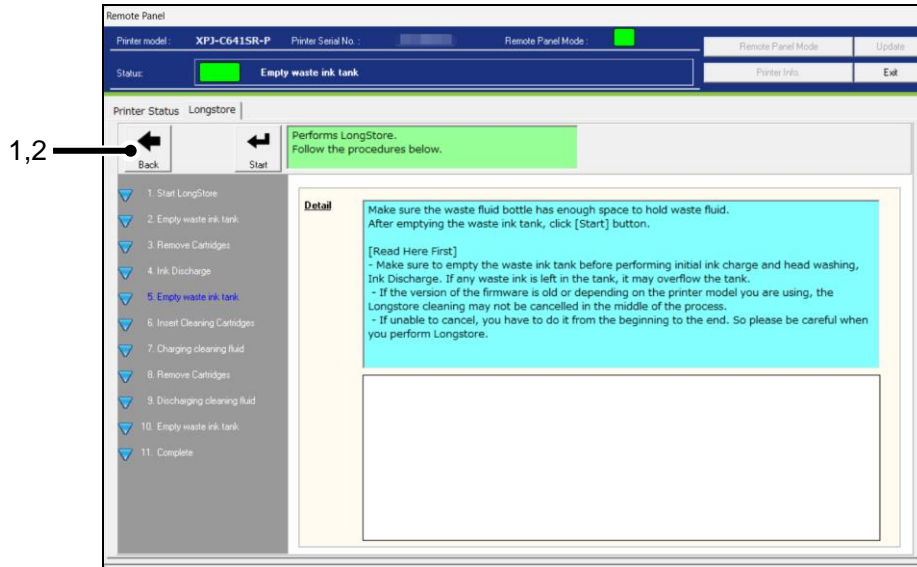 Remote Panel
Printer model : XPJ-C641SR-P Printer Serial No. : Remote Panel Mode : Remote Panel Mode Update
Status: Empty waste ink tank Printer Info. Exit
Printer Status Longstore
1,2
Back Start
Performs LongStore.
Follow the procedures below.
1. Start LongStore
2. Empty waste ink tank
3. Remove Cartridges
4. Ink Discharge
5. Empty waste ink tank
6. Insert Cleaning Cartridges
7. Charging cleaning fluid
8. Remove Cartridges
9. Discharging cleaning fluid
10. Empty waste ink tank
11. Complete
Detail
Make sure the waste fluid bottle has enough space to hold waste fluid.
After emptying the waste ink tank, click [Start] button.
[Read Here First]
- Make sure to empty the waste ink tank before performing initial ink charge and head washing,
Ink Discharge. If any waste ink is left in the tank, it may overflow the tank.
- If the version of the firmware is old or depending on the printer model you are using, the
Longstore cleaning may not be cancelled in the middle of the process.
- If unable to cancel, you have to do it from the beginning to the end. So please be careful when
you perform Longstore.